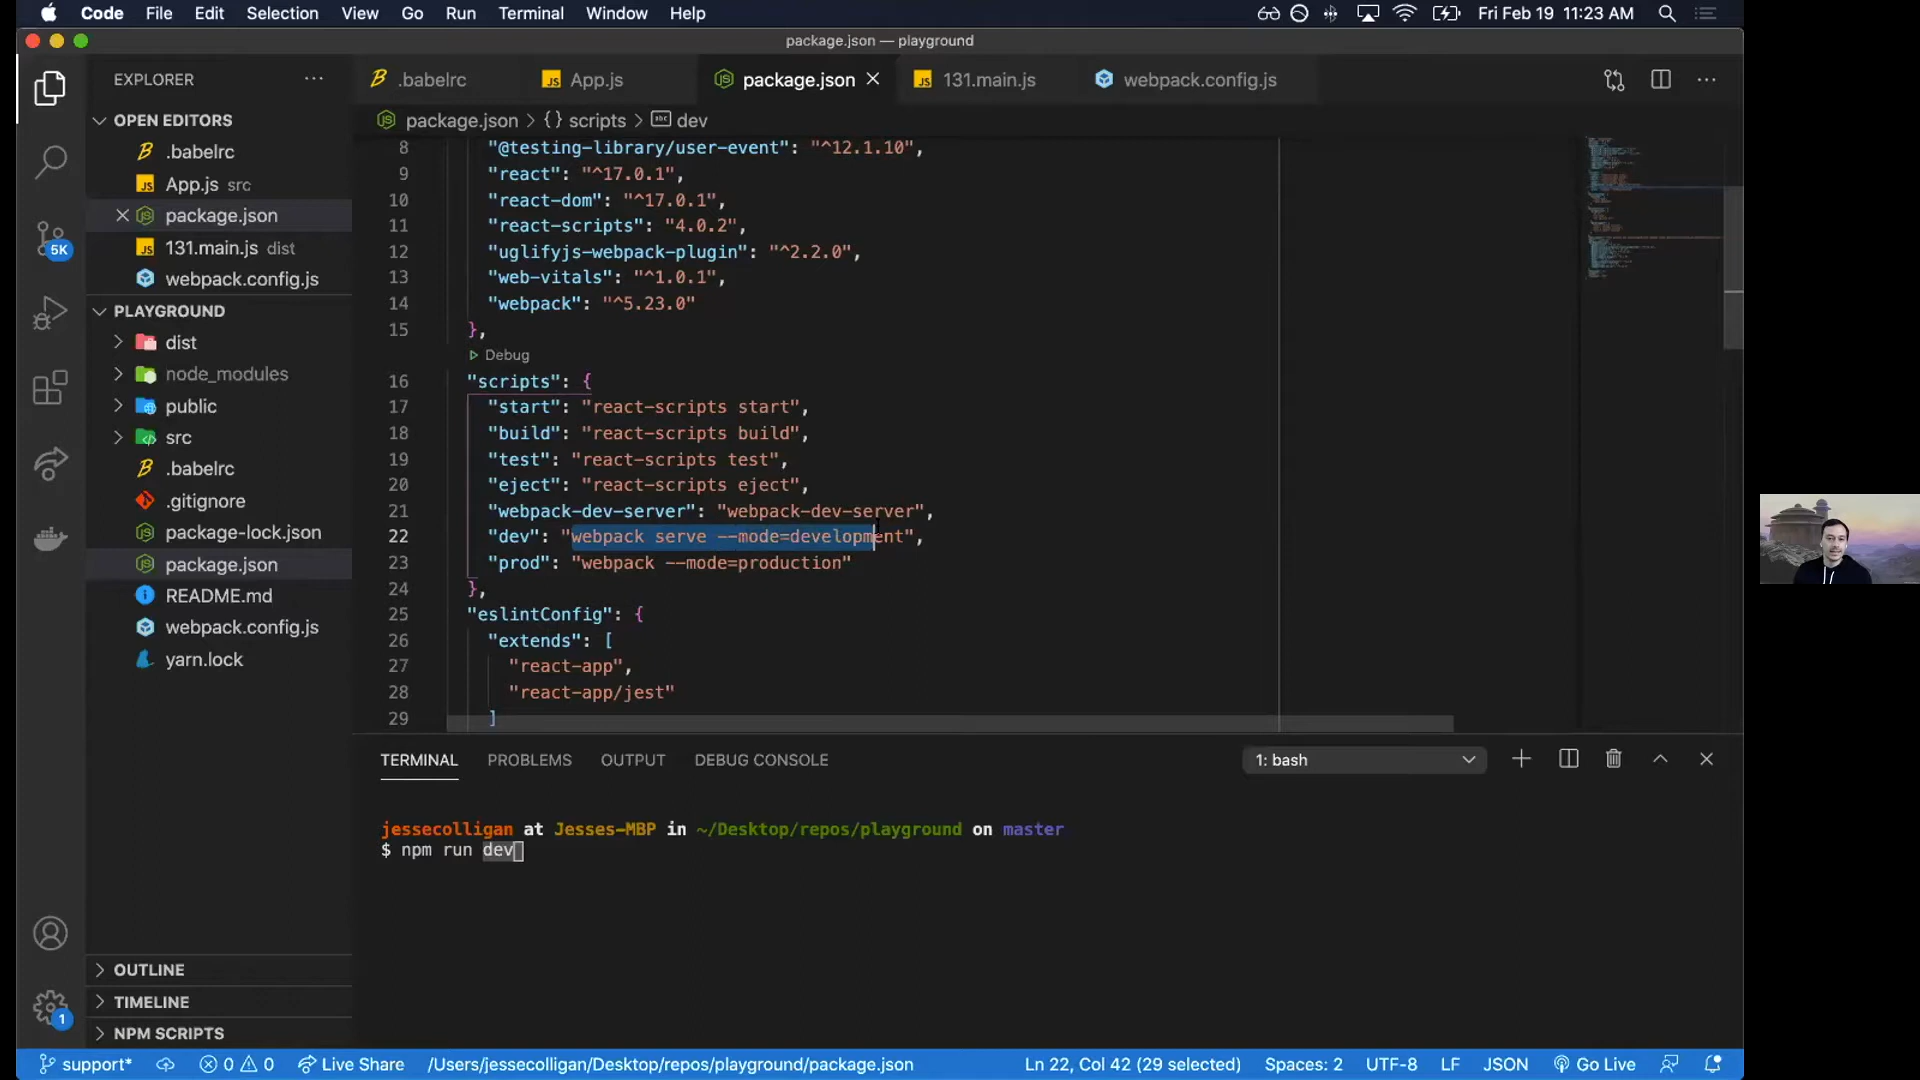 Code File Edit Selection View Go Run Terminal Window Help Fri Feb 19 11:23 AM
package.json — playground
EXPLORER
OPEN EDITORS
.babelrc
App.js src
package.json
131.main.js dist
webpack.config.js
PLAYGROUND
dist
node_modules
public
src
.babelrc
.gitignore
package-lock.json
package.json
README.md
webpack.config.js
yarn.lock
OUTLINE
TIMELINE
NPM SCRIPTS
5K
1
.babelrc App.js package.json 131.main.js webpack.config.js
package.json > {} scripts > dev
8 "@testing-library/user-event": "^12.1.10",
9 "react": "^17.0.1",
10 "react-dom": "^17.0.1",
11 "react-scripts": "4.0.2",
12 "uglifyjs-webpack-plugin": "^2.2.0",
13 "web-vitals": "^1.0.1",
14 "webpack": "^5.23.0"
15 },
Debug
16 "scripts": {
17 "start": "react-scripts start",
18 "build": "react-scripts build",
19 "test": "react-scripts test",
20 "eject": "react-scripts eject",
21 "webpack-dev-server": "webpack-dev-server",
22 "dev": "webpack serve --mode=development",
23 "prod": "webpack --mode=production"
24 },
25 "eslintConfig": {
26 "extends": [
27 "react-app",
28 "react-app/jest"
29 ]
TERMINAL PROBLEMS OUTPUT DEBUG CONSOLE 1: bash
jessecolligan at Jesses-MBP in ~/Desktop/repos/playground on master
$ npm run dev
support* 0 0 Live Share /Users/jessecolligan/Desktop/repos/playground/package.json Ln 22, Col 42 (29 selected) Spaces: 2 UTF-8 LF JSON Go Live